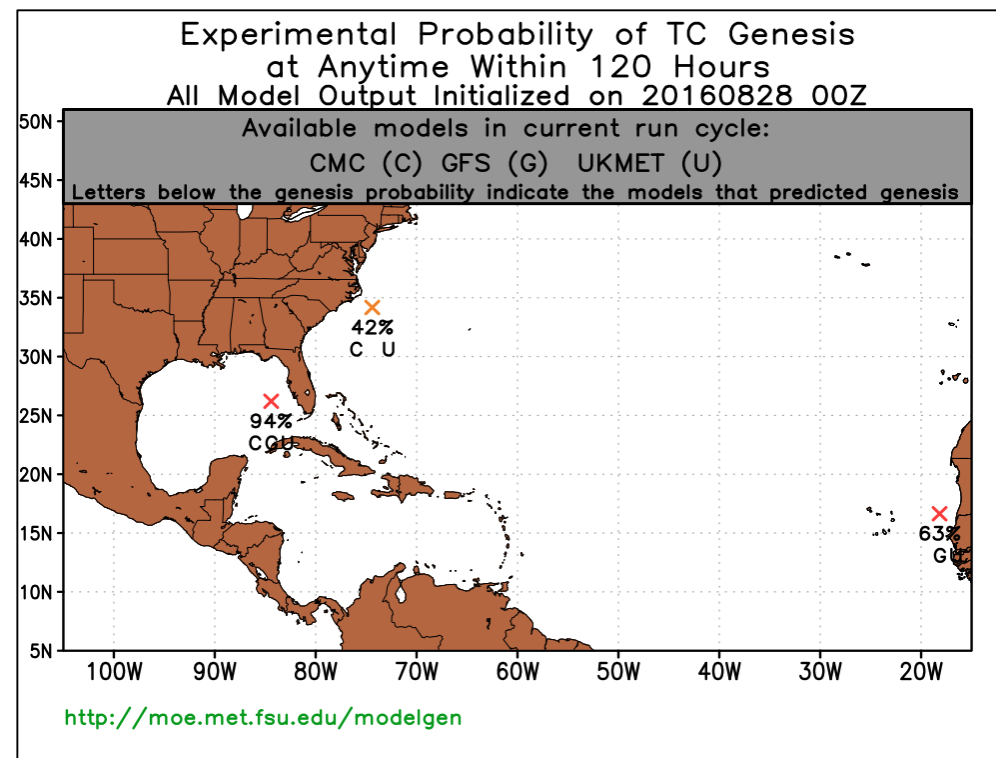 Experimental Probability of TC Genesis
at Anytime Within 120 Hours
All Model Output Initialized on 20160828 00Z
Available models in current run cycle:
CMC (C) GFS (G) UKMET (U)
Letters below the genesis probability indicate the models that predicted genesis
50N
45N
40N
35N
42%
C U
30N
25N
94%
CGU
20N
15N
63%
GU
10N
5N
100W 90W 80W 70W 60W 50W 40W 30W 20W
http://moe.met.fsu.edu/modelgen